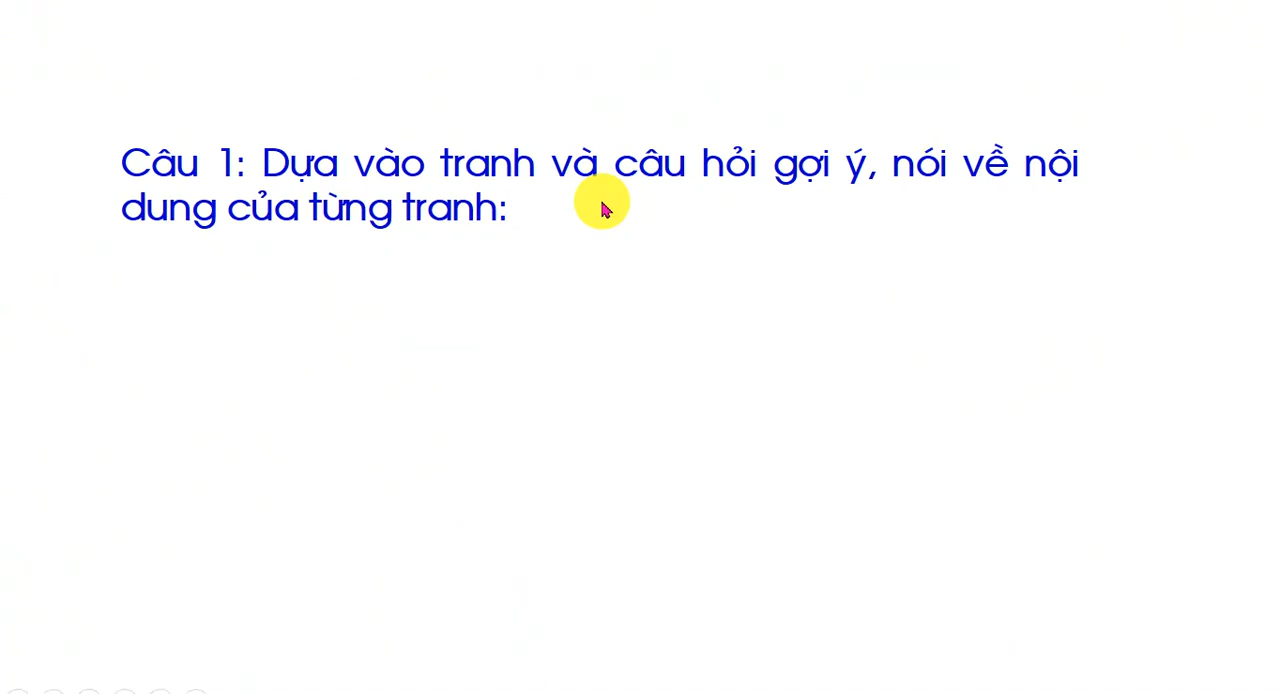 Câu 1: Dựa vào tranh và câu hỏi gợi ý, nói về nội
dung của từng tranh: